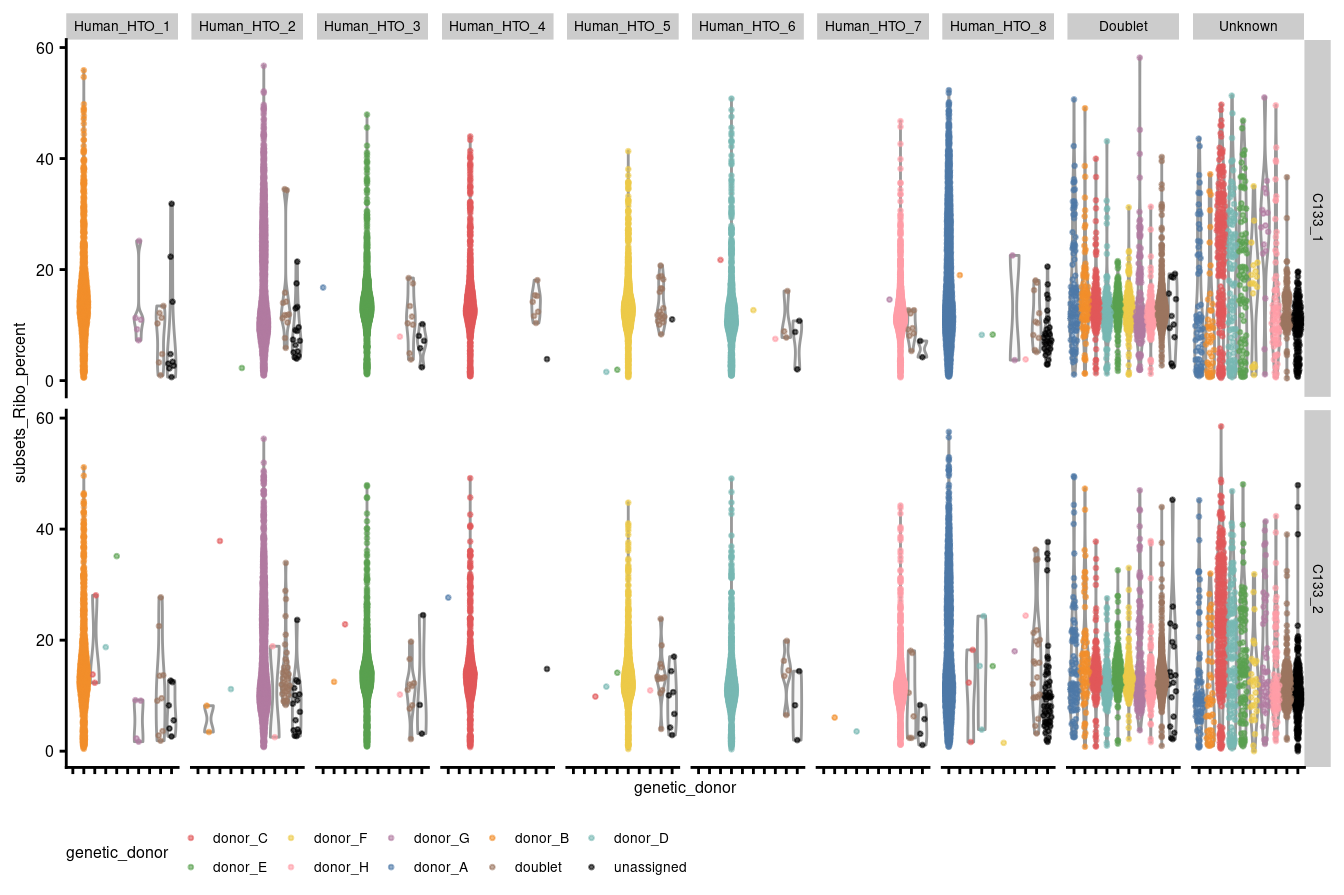 Human_HTO_1 Human_HTO_2 Human_HTO_3 Human_HTO_4 Human_HTO_5 Human_HTO_6 Human_HTO_7 Human_HTO_8 Doublet Unknown
60
40
20
0
C133_1
subsets_Ribo_percent
60
40
20
0
C133_2
genetic_donor
genetic_donor
donor_C donor_F donor_G donor_B donor_D
donor_E donor_H donor_A doublet unassigned